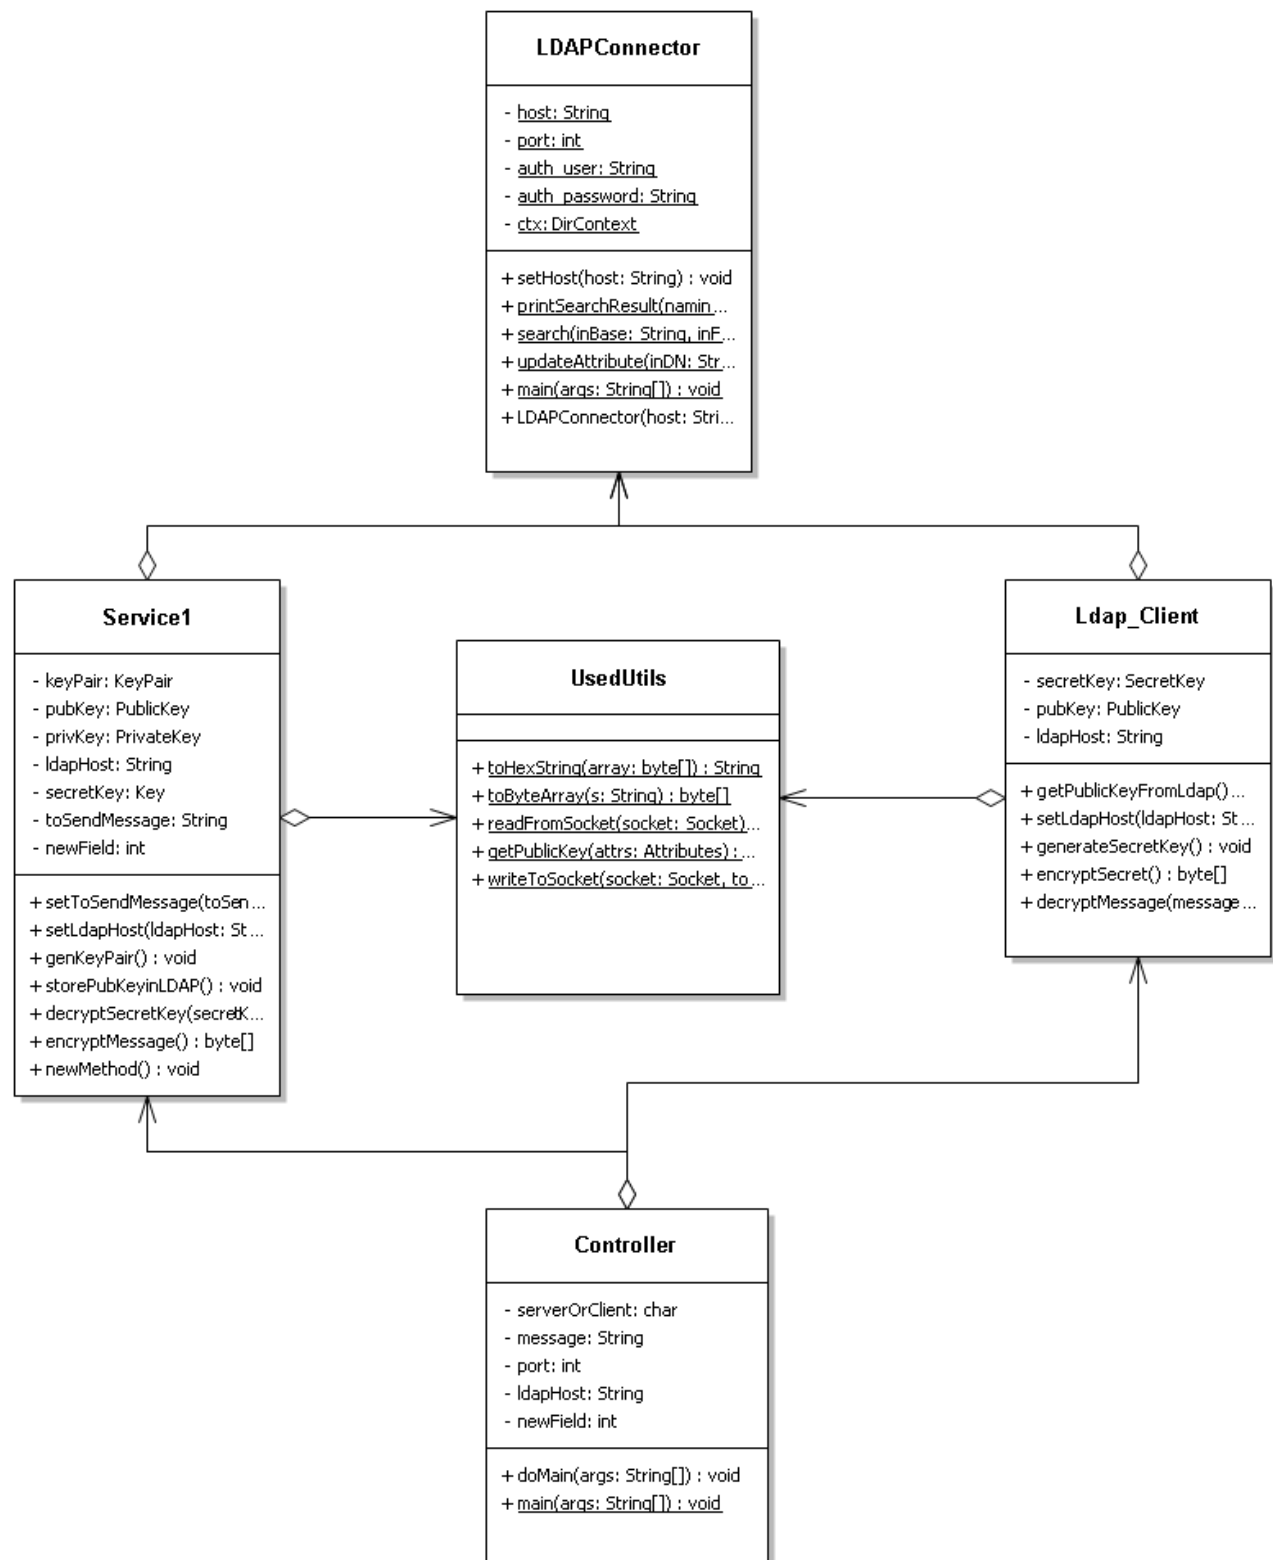 LDAPConnector
- host: String
- port: int
- auth_user: String
- auth_password: String
- ctx: DirContext
+ setHost(host: String) : void
+ printSearchResult(namin...
+ search(inBase: String, inF...
+ updateAttribute(inDN: Str...
+ main(args: String[]) : void
+ LDAPConnector(host: Stri...
Service1
- keyPair: KeyPair
- pubKey: PublicKey
- privKey: PrivateKey
- ldapHost: String
- secretKey: Key
- toSendMessage: String
- newField: int
+ setToSendMessage(toSen...
+ setLdapHost(ldapHost: St...
+ genKeyPair() : void
+ storePubKeyinLDAP() : void
+ decryptSecretKey(secretK...
+ encryptMessage() : byte[]
+ newMethod() : void
UsedUtils
+ toHexString(array: byte[]) : String
+ toByteArray(s: String) : byte[]
+ readFromSocket(socket: Socket)...
+ getPublicKey(attrs: Attributes) :...
+ writeToSocket(socket: Socket, to...
Ldap_Client
- secretKey: SecretKey
- pubKey: PublicKey
- ldapHost: String
+ getPublicKeyFromLdap()...
+ setLdapHost(ldapHost: St...
+ generateSecretKey() : void
+ encryptSecret() : byte[]
+ decryptMessage(message...
Controller
- serverOrClient: char
- message: String
- port: int
- ldapHost: String
- newField: int
+ doMain(args: String[]) : void
+ main(args: String[]) : void